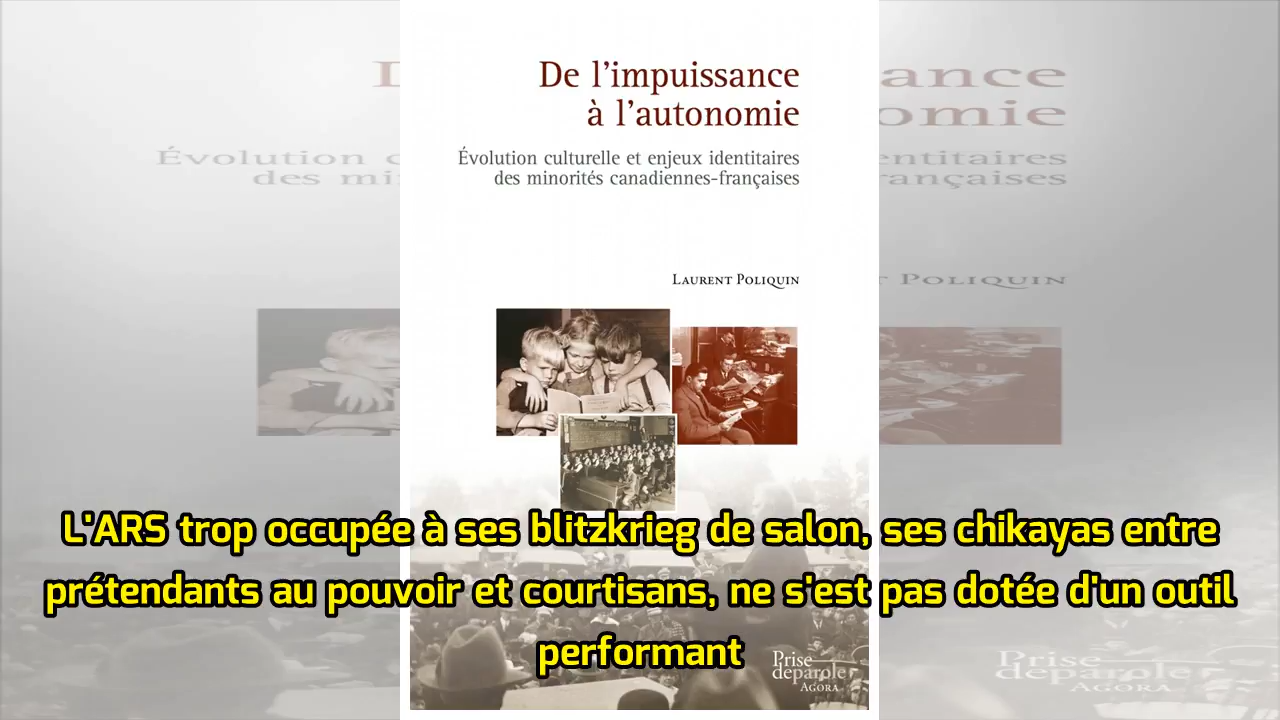 De l'impuissance
à l'autonomie
Évolution culturelle et enjeux identitaires
des minorités canadiennes-françaises
Laurent Poliquin
L'ARS trop occupée à ses blitzkrieg de salon, ses chikayas entre
prétendants au pouvoir et courtisans, ne s'est pas dotée d'un outil
performant
Prise
deparole
Agora